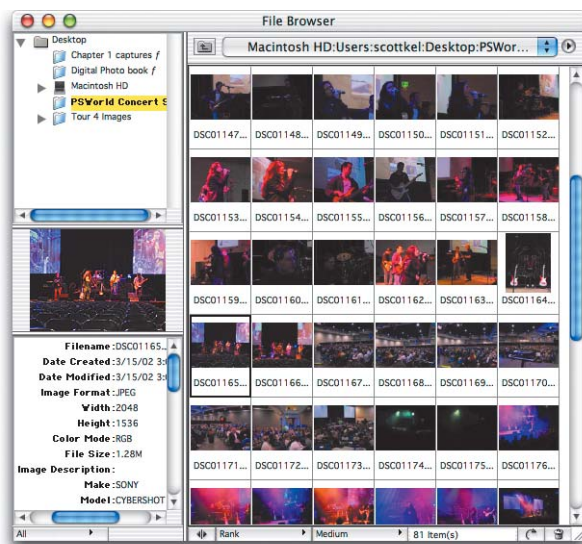 File Browser
Desktop
Chapter 1 captures ƒ
Digital Photo book ƒ
Macintosh HD
PSWorld Concert S
Tour 4 Images
Macintosh HD:Users:scottkel:Desktop:PSWor...
DSC01147... DSC01148... DSC01149... DSC01150... DSC01151... DSC01152...
DSC01153... DSC01154... DSC01155... DSC01156... DSC01157... DSC01158...
DSC01159... DSC01160... DSC01161... DSC01162... DSC01163... DSC01164...
DSC01165... DSC01166... DSC01167... DSC01168... DSC01169... DSC01170...
DSC01171... DSC01172... DSC01173... DSC01174... DSC01175... DSC01176...
Filename:DSC01165..
Date Created:3/15/02 3:
Date Modified:3/15/02 3:
Image Format:JPEG
Width:2048
Height:1536
Color Mode:RGB
File Size:1.28M
Image Description:
Make:SONY
Model:CYBERSHOT
All
Rank
Medium
81 Item(s)